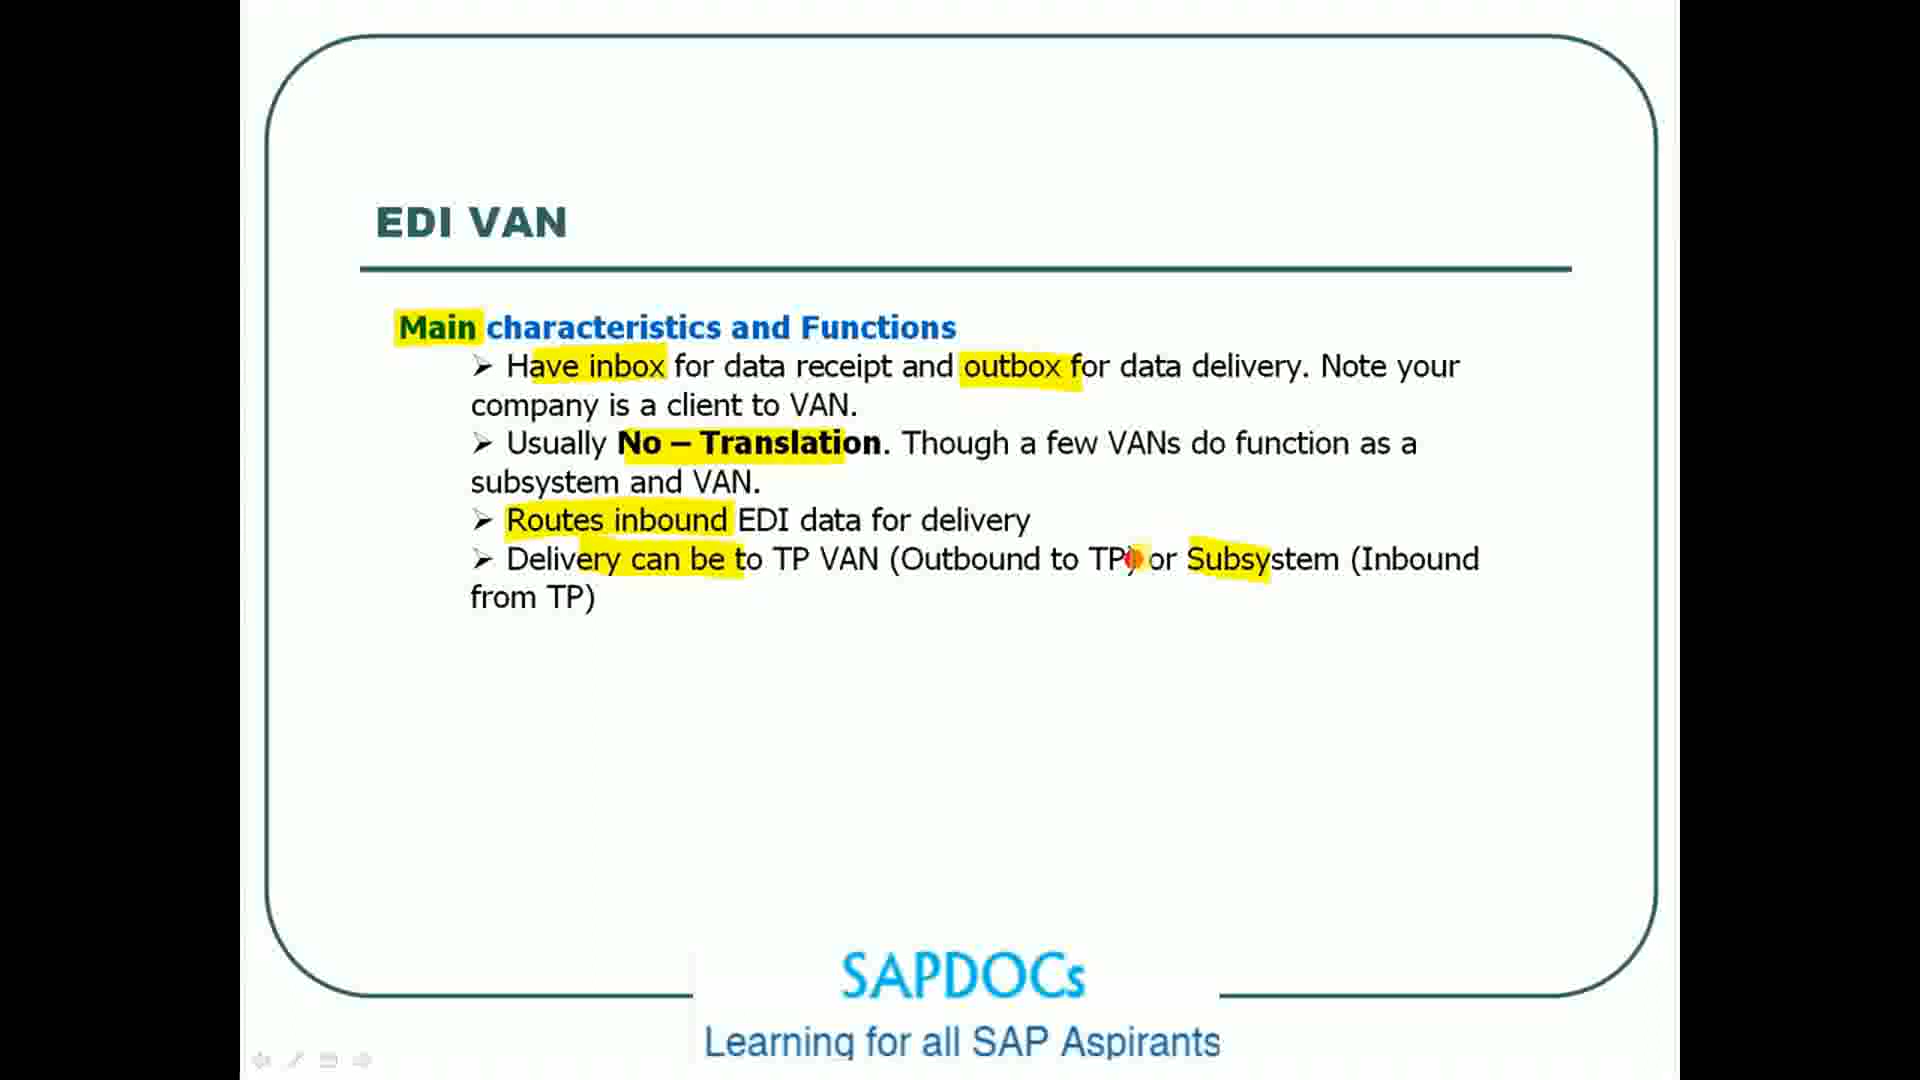 EDI VAN
Main characteristics and Functions
➢ Have inbox for data receipt and outbox for data delivery. Note your
company is a client to VAN.
➢ Usually No – Translation. Though a few VANs do function as a
subsystem and VAN.
➢ Routes inbound EDI data for delivery
➢ Delivery can be to TP VAN (Outbound to TP) or Subsystem (Inbound
from TP)
SAPDOCs
Learning for all SAP Aspirants